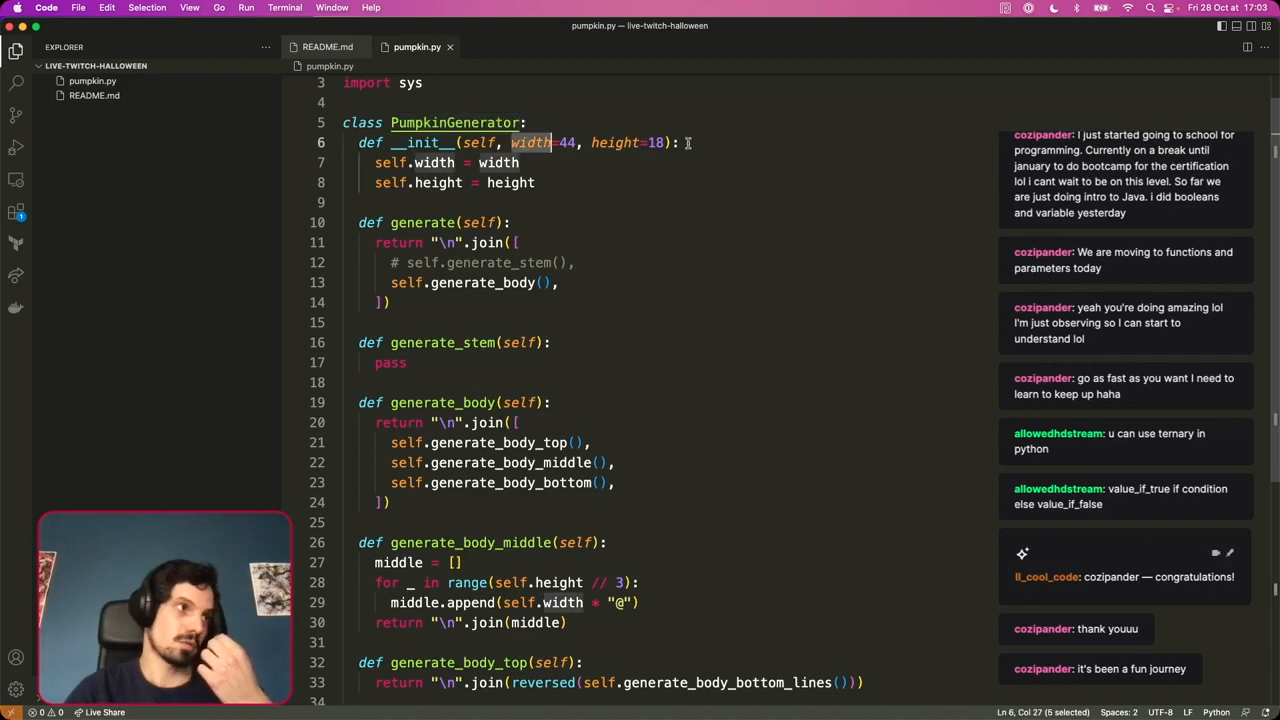 Code File Edit Selection View Go Run Terminal Window Help
Fri 28 Oct at 17:03
pumpkin.py — live-twitch-halloween
EXPLORER
LIVE-TWITCH-HALLOWEEN
pumpkin.py
README.md
README.md
pumpkin.py
pumpkin.py
3 import sys
4
5 class PumpkinGenerator:
6 def __init__(self, width=44, height=18):
7 self.width = width
8 self.height = height
9
10 def generate(self):
11 return "\n".join([
12 # self.generate_stem(),
13 self.generate_body(),
14 ])
15
16 def generate_stem(self):
17 pass
18
19 def generate_body(self):
20 return "\n".join([
21 self.generate_body_top(),
22 self.generate_body_middle(),
23 self.generate_body_bottom(),
24 ])
25
26 def generate_body_middle(self):
27 middle = []
28 for _ in range(self.height // 3):
29 middle.append(self.width * "@")
30 return "\n".join(middle)
31
32 def generate_body_top(self):
33 return "\n".join(reversed(self.generate_body_bottom_lines()))
34
cozipander: I just started going to school for
programming. Currently on a break until
january to do bootcamp for the certification
lol i cant wait to be on this level. So far we
are just doing intro to Java. i did booleans
and variable yesterday
cozipander: We are moving to functions and
parameters today
cozipander: yeah you're doing amazing lol
I'm just observing so I can start to
understand lol
cozipander: go as fast as you want I need to
learn to keep up haha
allowedhdstream: u can use ternary in
python
allowedhdstream: value_if_true if condition
else value_if_false
ll_cool_code: cozipander — congratulations!
cozipander: thank youuu
cozipander: it's been a fun journey
1
0 0 Live Share
Ln 6, Col 27 (5 selected) Spaces: 2 UTF-8 LF Python